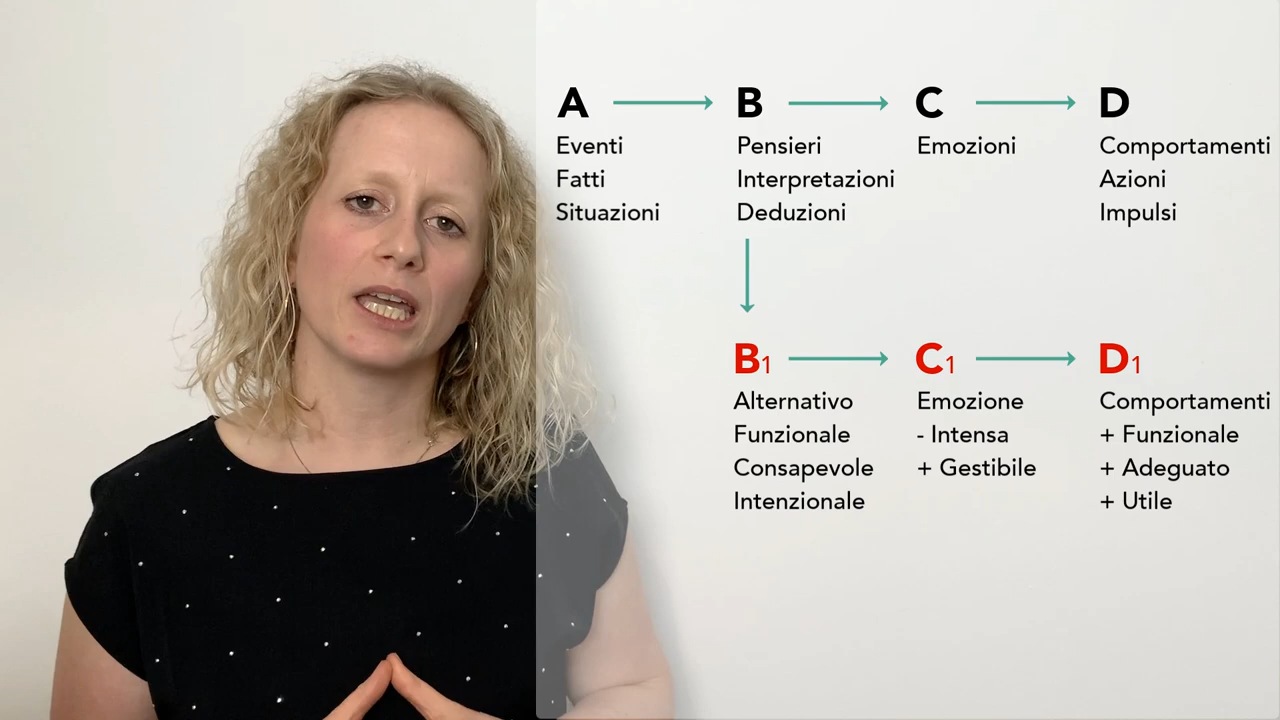 A B C D
Eventi Pensieri Emozioni Comportamenti
Fatti Interpretazioni Azioni
Situazioni Deduzioni Impulsi
B1 C1 D1
Alternativo Emozione Comportamenti
Funzionale - Intensa + Funzionale
Consapevole + Gestibile + Adeguato
Intenzionale + Utile